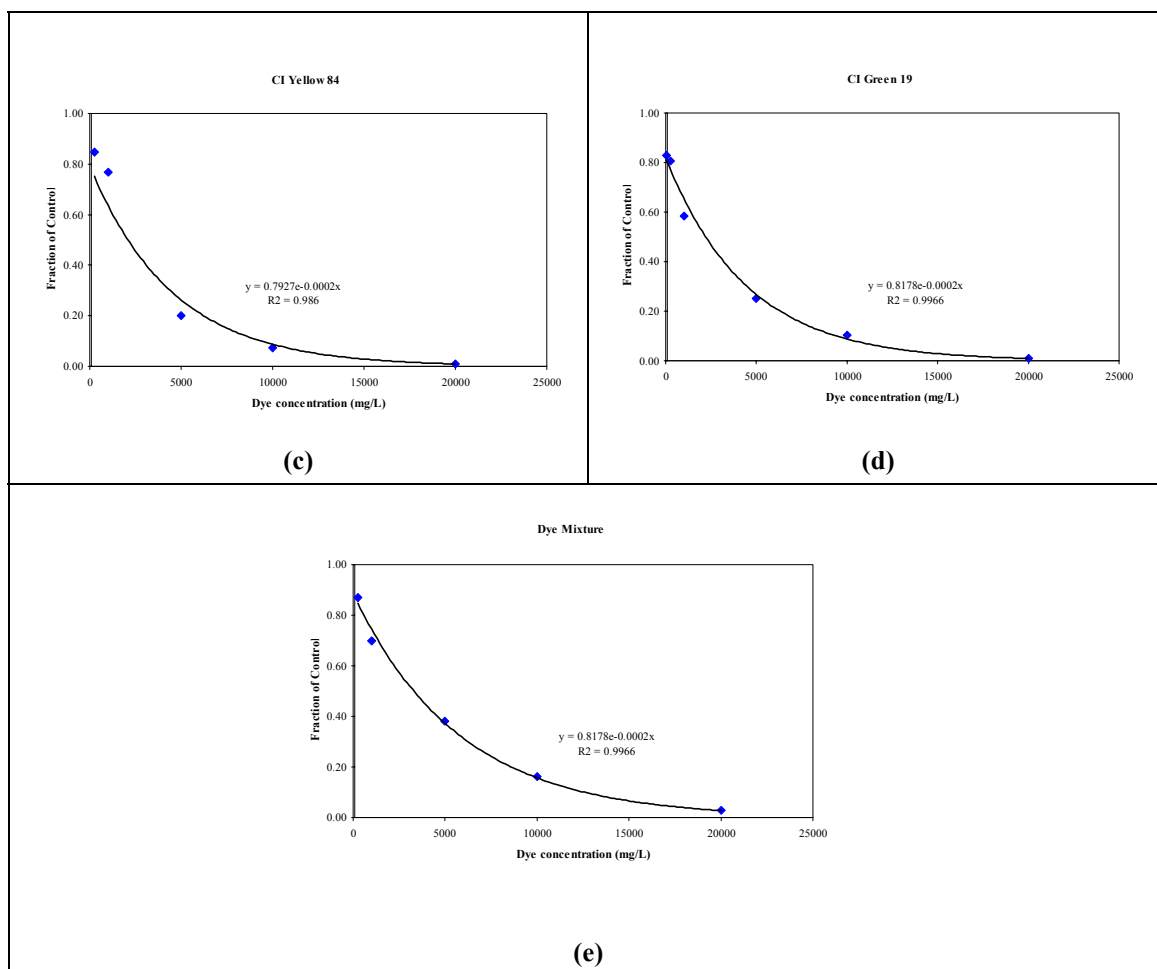 CI Yellow 84
1.00
0.80
0.60
0.40
0.20
0.00
Fraction of Control
y = 0.7927e-0.0002x
R2 = 0.986
0 5000 10000 15000 20000 25000
Dye concentration (mg/L)
(c)
CI Green 19
1.00
0.80
0.60
0.40
0.20
0.00
Fraction of Control
y = 0.8178e-0.0002x
R2 = 0.9966
0 5000 10000 15000 20000 25000
Dye concentration (mg/L)
(d)
Dye Mixture
1.00
0.80
0.60
0.40
0.20
0.00
Fraction of Control
y = 0.8178e-0.0002x
R2 = 0.9966
0 5000 10000 15000 20000 25000
Dye concentration (mg/L)
(e)